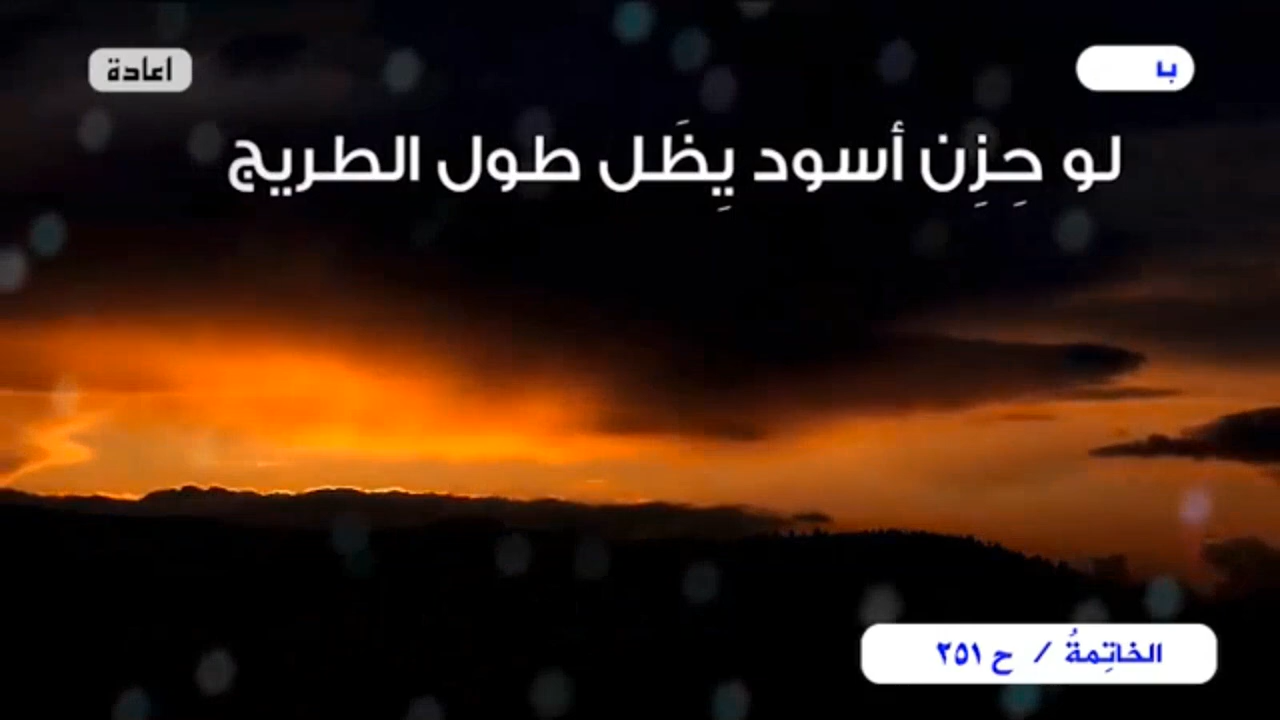 ب
اعادة
لو حِزِن أسود يِظَل طول الطريج
الخاتِمةُ / ح ٢٥١